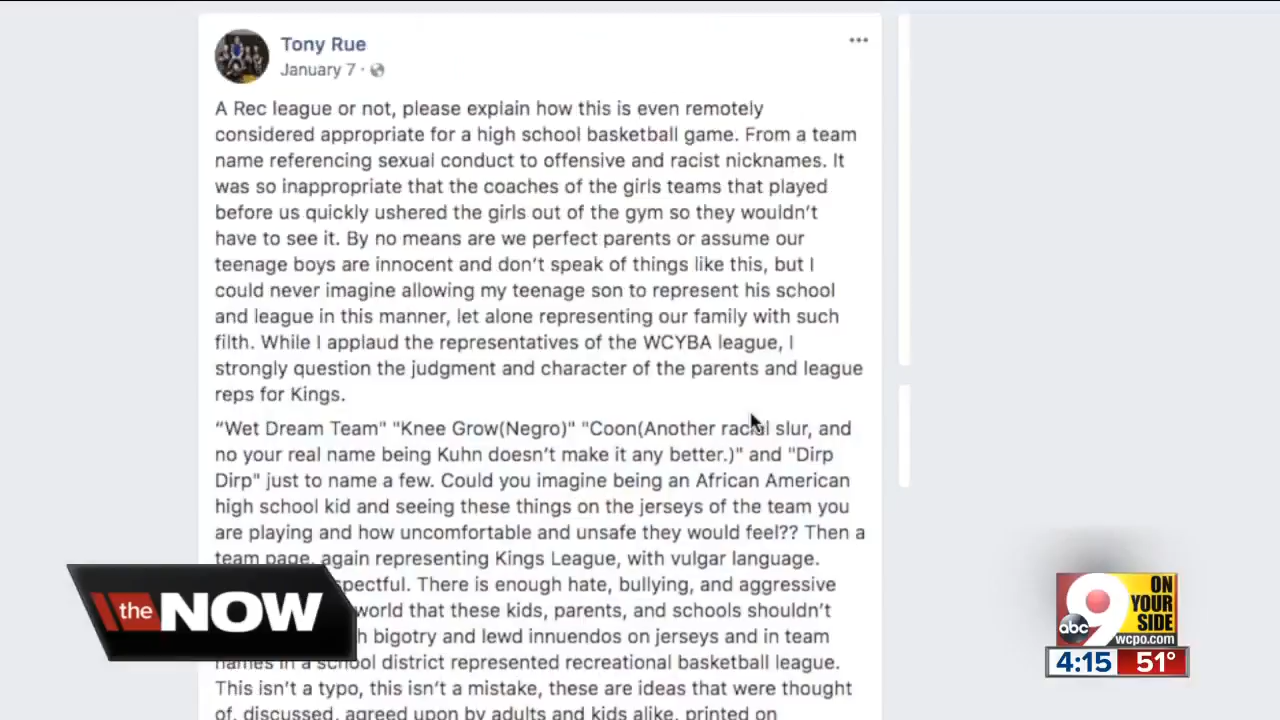 Tony Rue
January 7 ·
A Rec league or not, please explain how this is even remotely
considered appropriate for a high school basketball game. From a team
name referencing sexual conduct to offensive and racist nicknames. It
was so inappropriate that the coaches of the girls teams that played
before us quickly ushered the girls out of the gym so they wouldn't
have to see it. By no means are we perfect parents or assume our
teenage boys are innocent and don't speak of things like this, but I
could never imagine allowing my teenage son to represent his school
and league in this manner, let alone representing our family with such
filth. While I applaud the representatives of the WCYBA league, I
strongly question the judgment and character of the parents and league
reps for Kings.
“Wet Dream Team" "Knee Grow(Negro)" "Coon(Another racial slur, and
no your real name being Kuhn doesn't make it any better.)" and "Dirp
Dirp" just to name a few. Could you imagine being an African American
high school kid and seeing these things on the jerseys of the team you
are playing and how uncomfortable and unsafe they would feel?? Then a
team page, again representing Kings League, with vulgar language.
spectful. There is enough hate, bullying, and aggressive
world that these kids, parents, and schools shouldn't
h bigotry and lewd innuendos on jerseys and in team
names in a school district represented recreational basketball league.
This isn't a typo, this isn't a mistake, these are ideas that were thought
of, discussed, agreed upon by adults and kids alike, printed on
the NOW
abc 9 ON YOUR SIDE
wcpo.com
4:15 51°